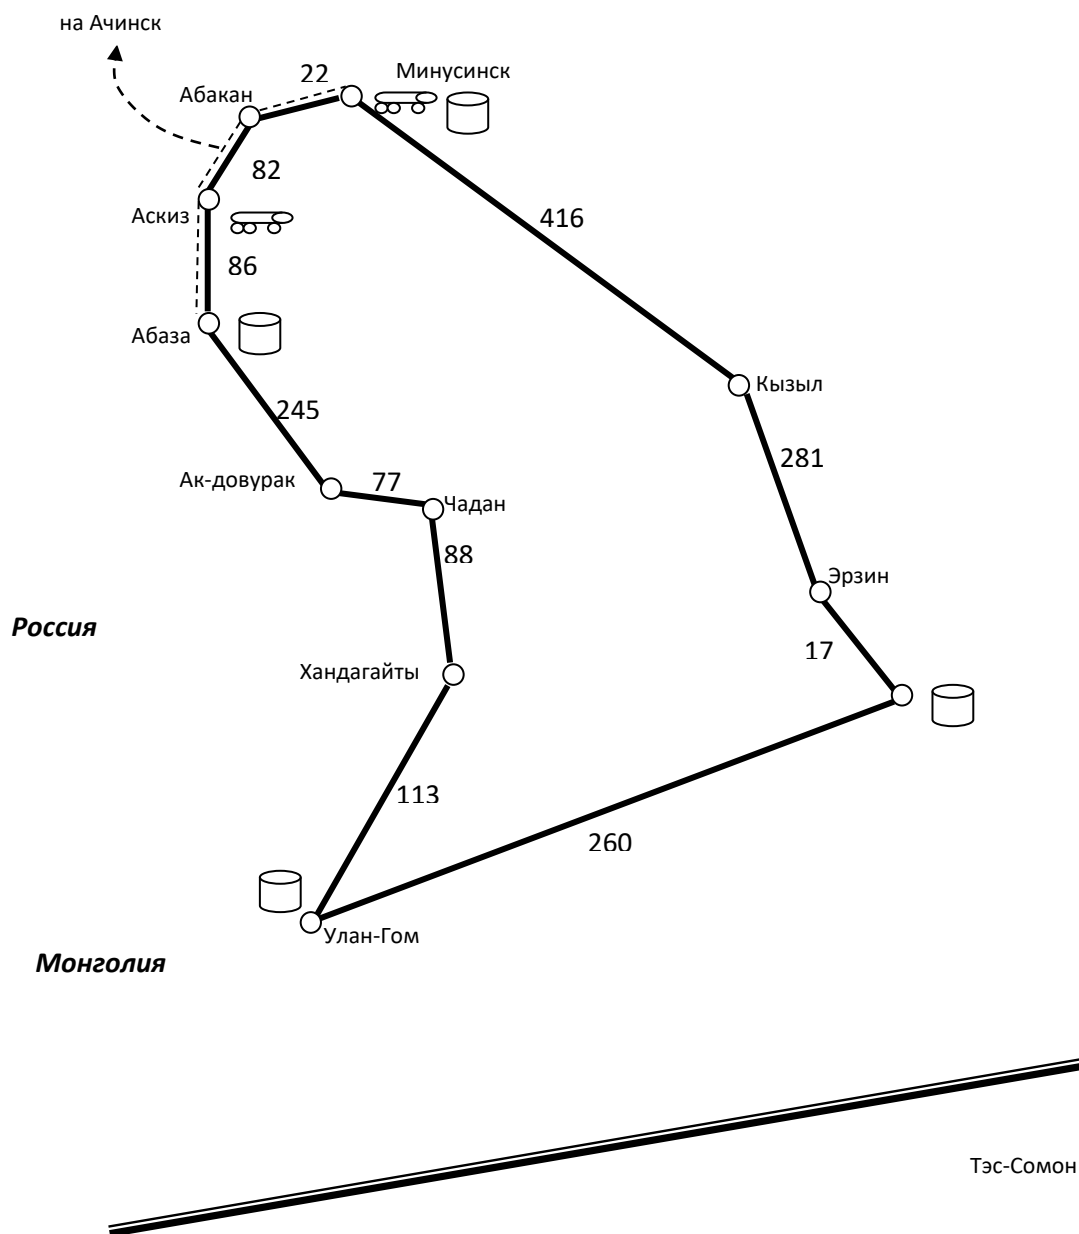 на Ачинск
22
Минусинск
Абакан
82
Аскиз
416
86
Абаза
Кызыл
245
281
Ак-довурак
77
Чадан
88
Эрзин
Россия
17
Хандагайты
113
260
Улан-Гом
Монголия
Тэс-Сомон